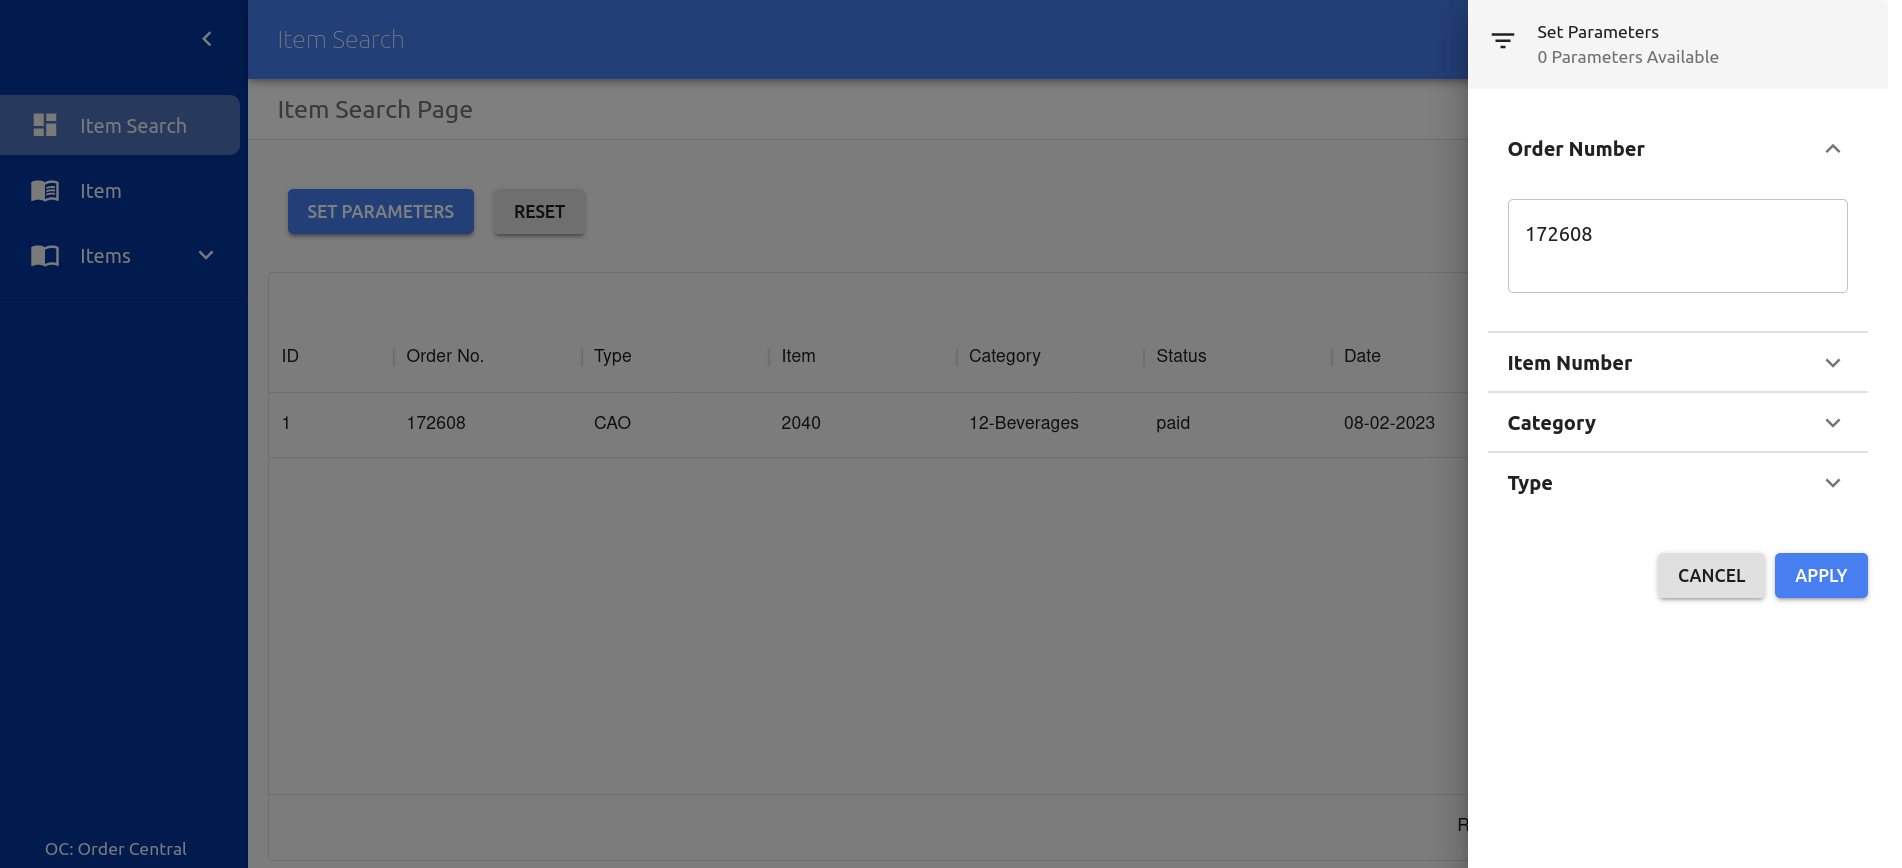 Item Search
Item
Items
OC: Order Central
Item Search
Item Search Page
SET PARAMETERS RESET
ID Order No. Type Item Category Status Date
1 172608 CAO 2040 12-Beverages paid 08-02-2023
R
Set Parameters
0 Parameters Available
Order Number
172608
Item Number
Category
Type
CANCEL APPLY